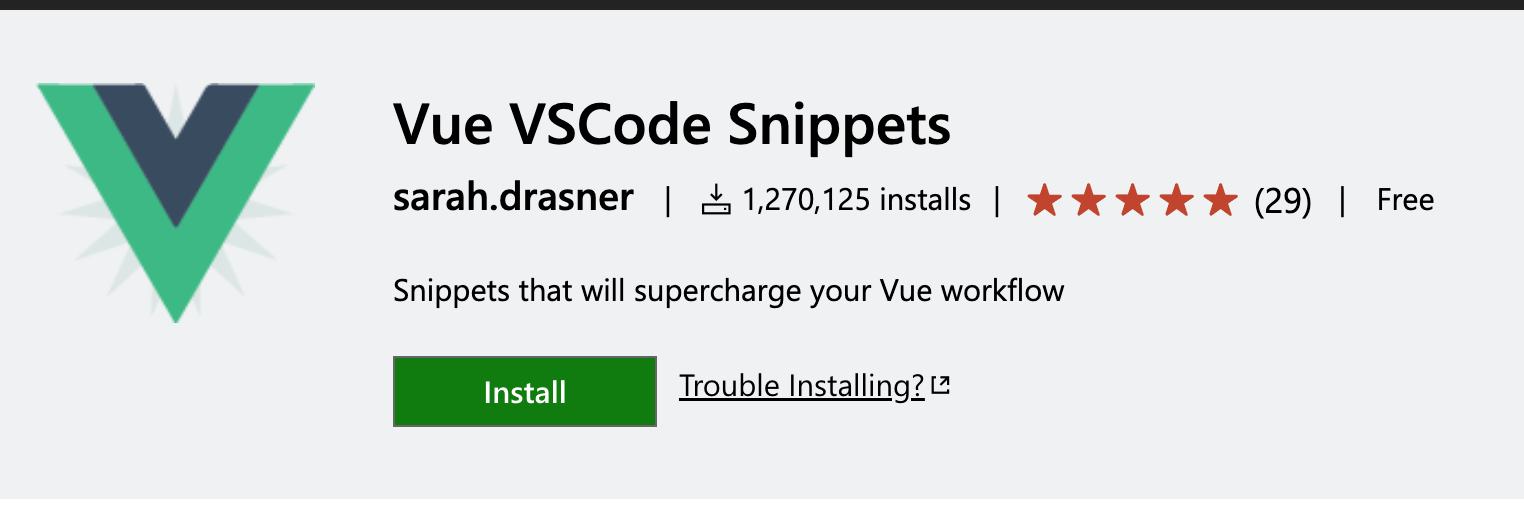 Vue VSCode Snippets
sarah.drasner | 1,270,125 installs | (29) | Free
Snippets that will supercharge your Vue workflow
Install Trouble Installing?